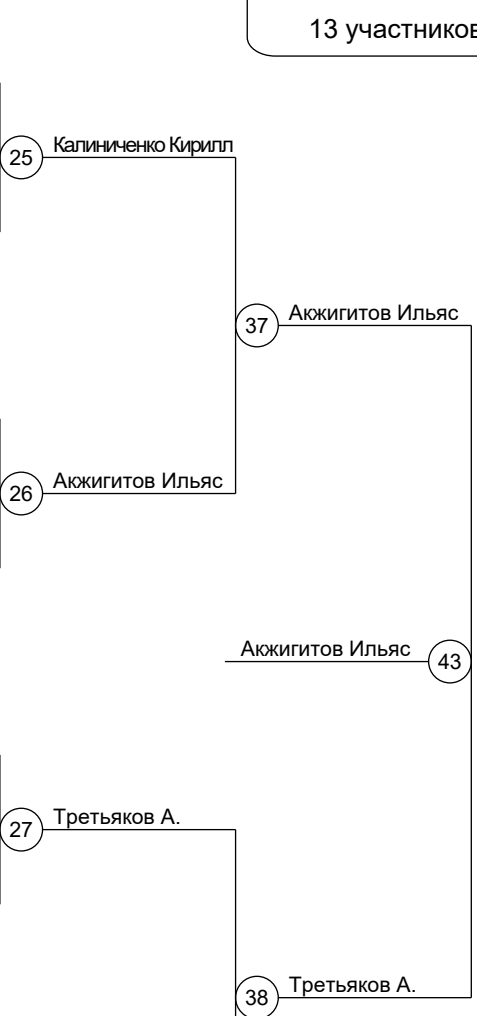 13 участников
25 Калиниченко Кирилл
37 Акжигитов Ильяс
26 Акжигитов Ильяс
Акжигитов Ильяс 43
27 Третьяков А.
38 Третьяков А.